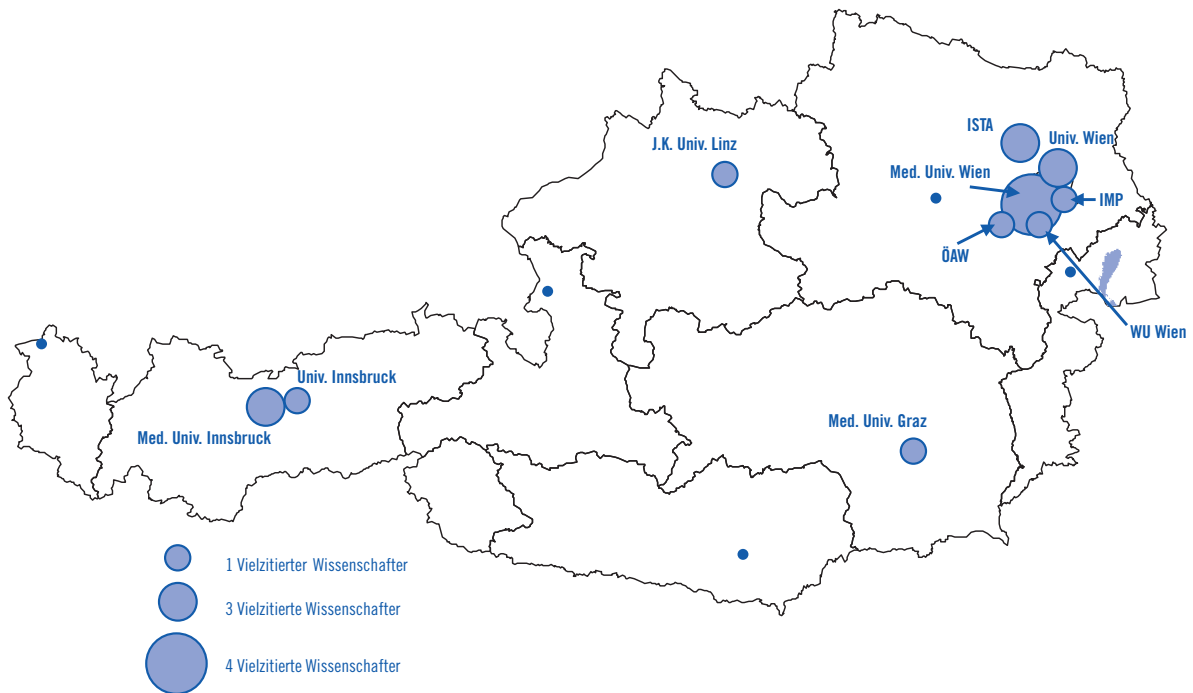 ISTA
Univ. Wien
J.K. Univ. Linz
Med. Univ. Wien
IMP
ÖAW
WU Wien
Univ. Innsbruck
Med. Univ. Innsbruck
Med. Univ. Graz
1 Vielzitierter Wissenschafter
3 Vielzitierte Wissenschafter
4 Vielzitierte Wissenschafter